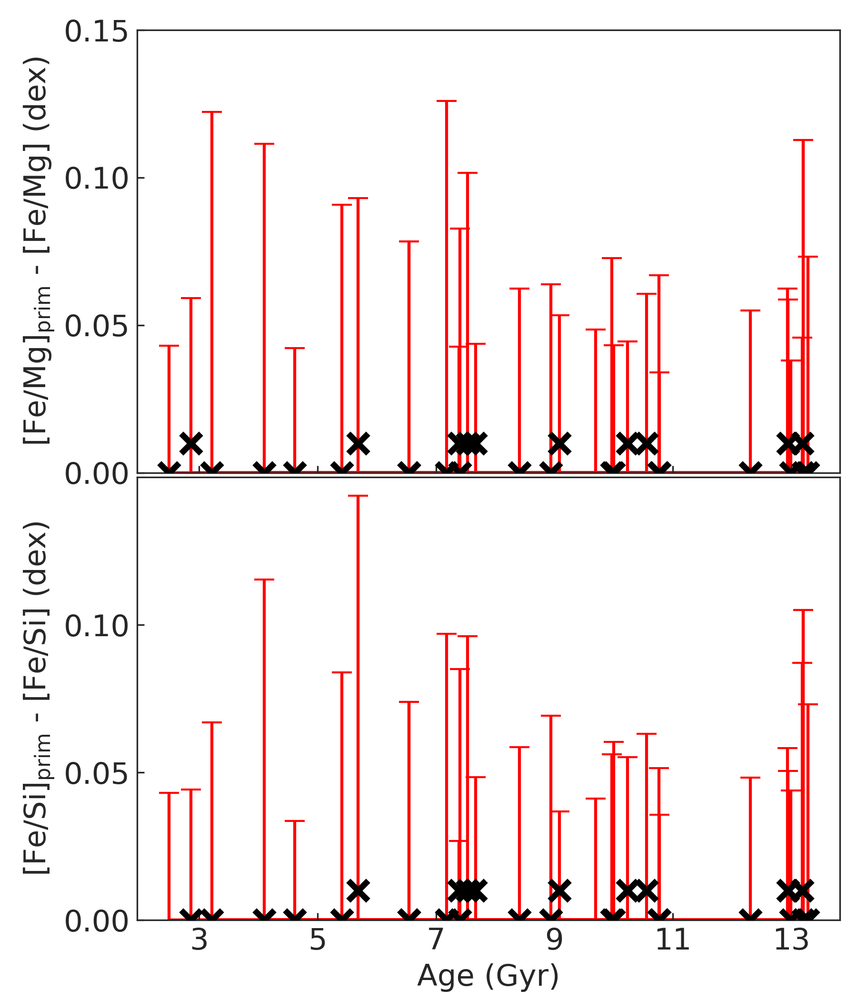 0.15
0.10
0.05
0.00
[Fe/Mg]prim - [Fe/Mg] (dex)
0.10
0.05
0.00
[Fe/Si]prim - [Fe/Si] (dex)
3 5 7 9 11 13
Age (Gyr)